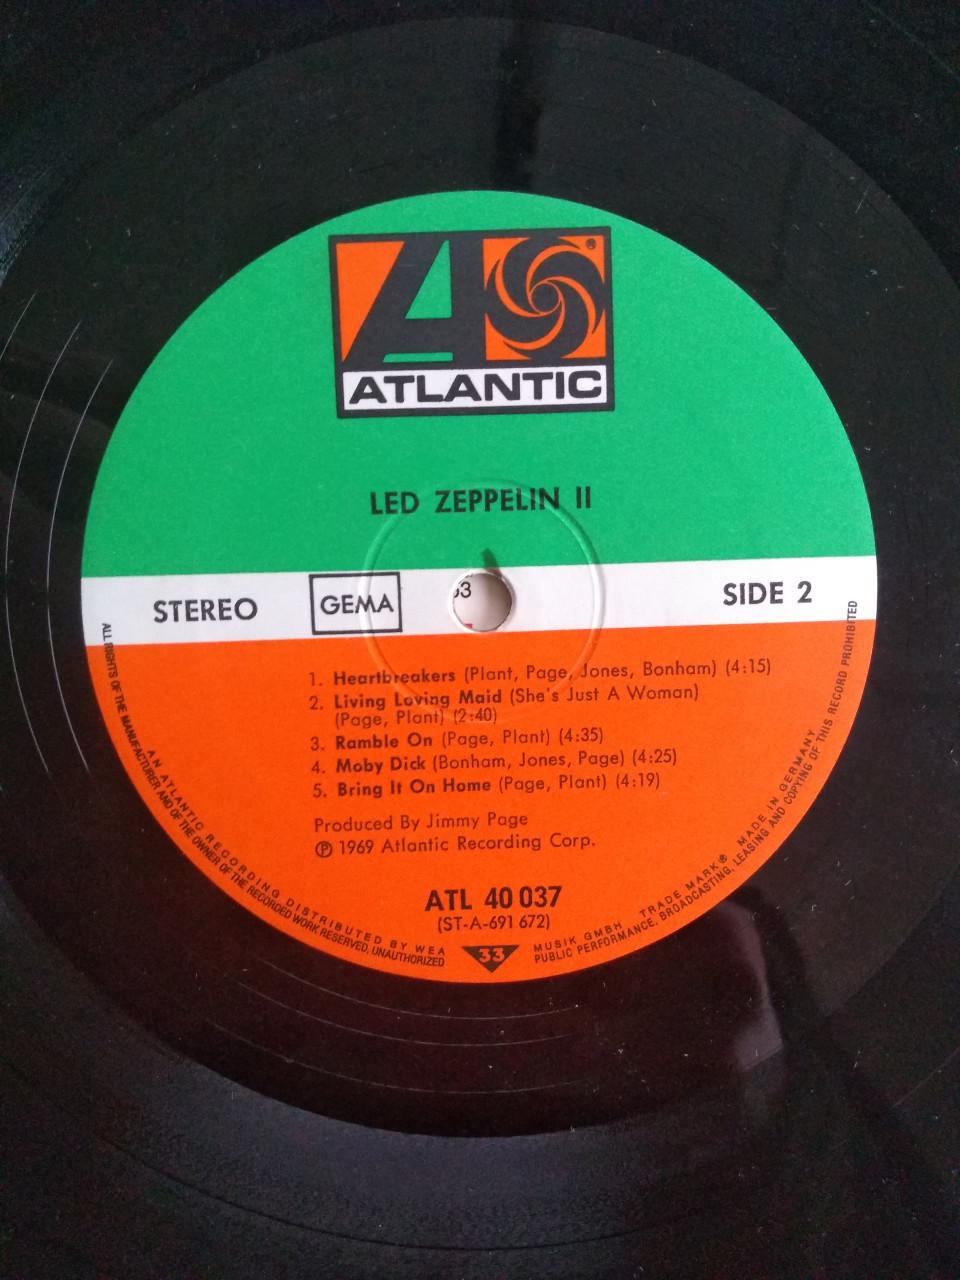 ®
ATLANTIC
LED ZEPPELIN II
STEREO
GEMA
33
SIDE 2
1. Heartbreakers (Plant, Page, Jones, Bonham) (4:15)
2. Living Loving Maid (She's Just A Woman)
(Page, Plant) (2:40)
3. Ramble On (Page, Plant) (4:35)
4. Moby Dick (Bonham, Jones, Page) (4:25)
5. Bring It On Home (Page, Plant) (4:19)
Produced By Jimmy Page
℗ 1969 Atlantic Recording Corp.
ATL 40 037
(ST-A-691 672)
33
AN ATLANTIC RECORDING DISTRIBUTED BY WEA MUSIK GMBH TRADE MARK® MADE IN GERMANY
ALL RIGHTS OF THE MANUFACTURER AND OF THE OWNER OF THE RECORDED WORK RESERVED, UNAUTHORIZED PUBLIC PERFORMANCE, BROADCASTING, LEASING AND COPYING OF THIS RECORD PROHIBITED